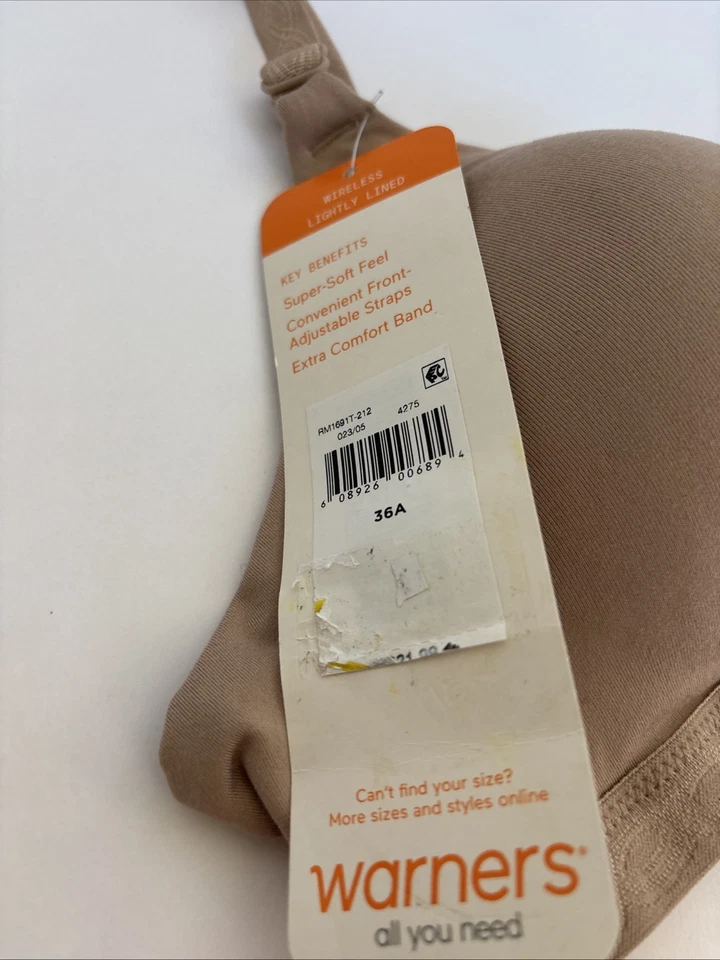 WIRELESS
LIGHTLY LINED
KEY BENEFITS
Super-Soft Feel
Convenient Front-
Adjustable Straps
Extra Comfort Band
RM1691T-212 4275
023/05
6 08926 00689 4
36A
Can't find your size?
More sizes and styles online
warners®
all you need